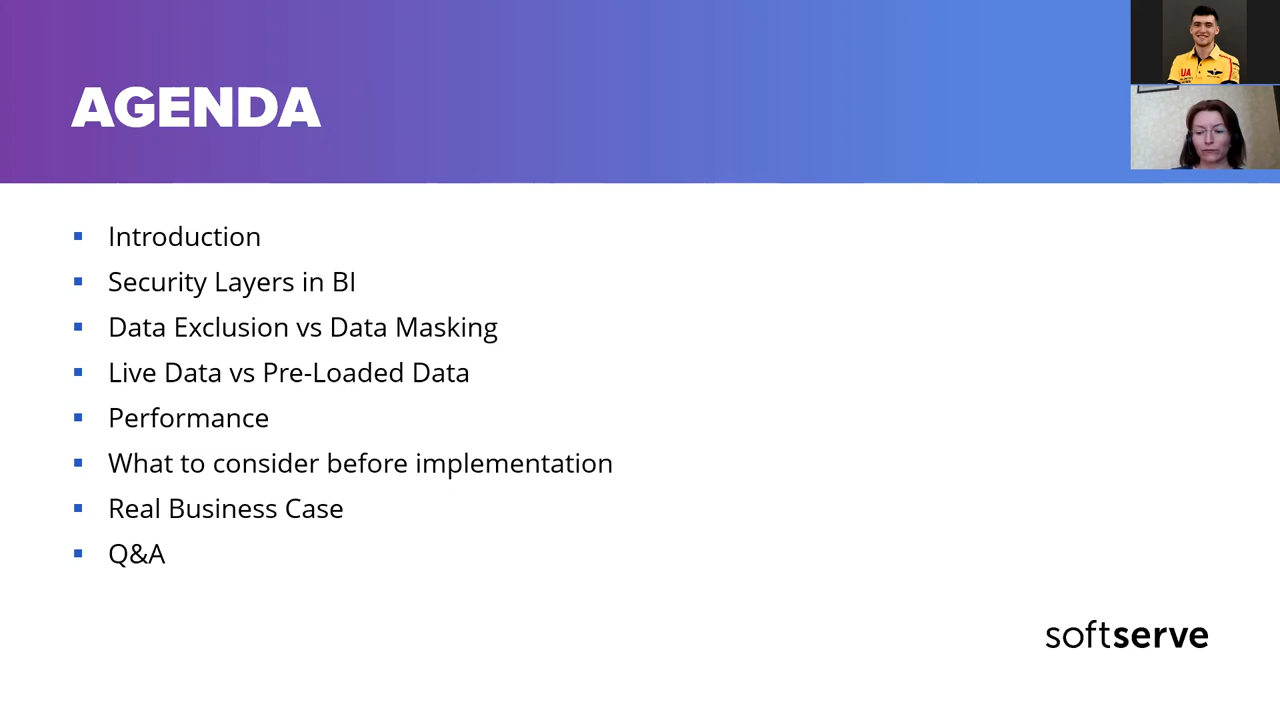 AGENDA
UA
Introduction
Security Layers in BI
Data Exclusion vs Data Masking
Live Data vs Pre-Loaded Data
Performance
What to consider before implementation
Real Business Case
Q&A
softserve